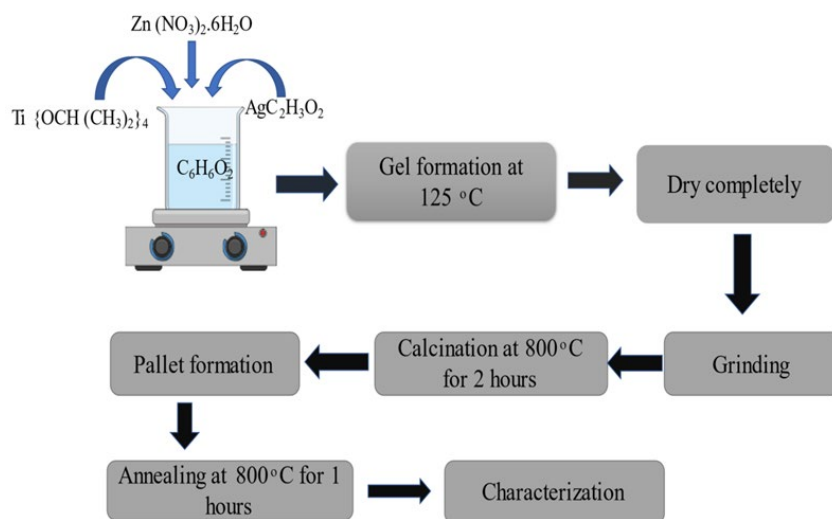 Zn (NO₃)₂.6H₂O
Ti {OCH (CH₃)₂}₄
AgC₂H₃O₂
C₆H₆O₂
Gel formation at
125 °C
Dry completely
Grinding
Calcination at 800°C
for 2 hours
Pallet formation
Annealing at 800°C for 1
hours
Characterization